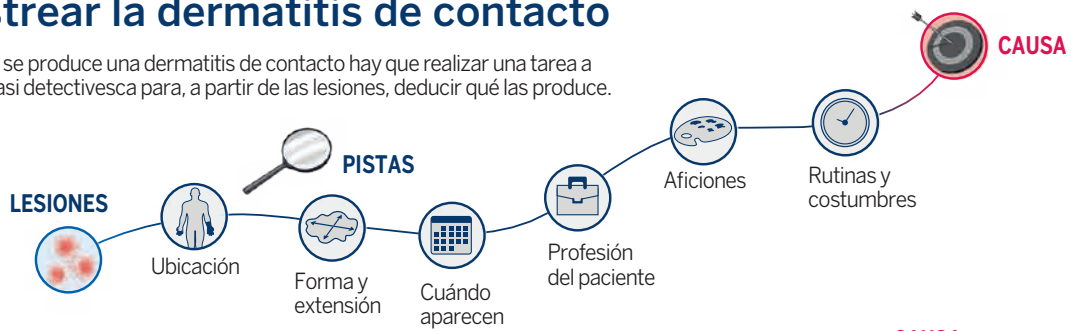 strear la dermatitis de contacto
se produce una dermatitis de contacto hay que realizar una tarea a
asi detectivesca para, a partir de las lesiones, deducir qué las produce.
CAUSA
PISTAS
LESIONES
Ubicación
Forma y
extensión
Cuándo
aparecen
Profesión
del paciente
Aficiones
Rutinas y
costumbres